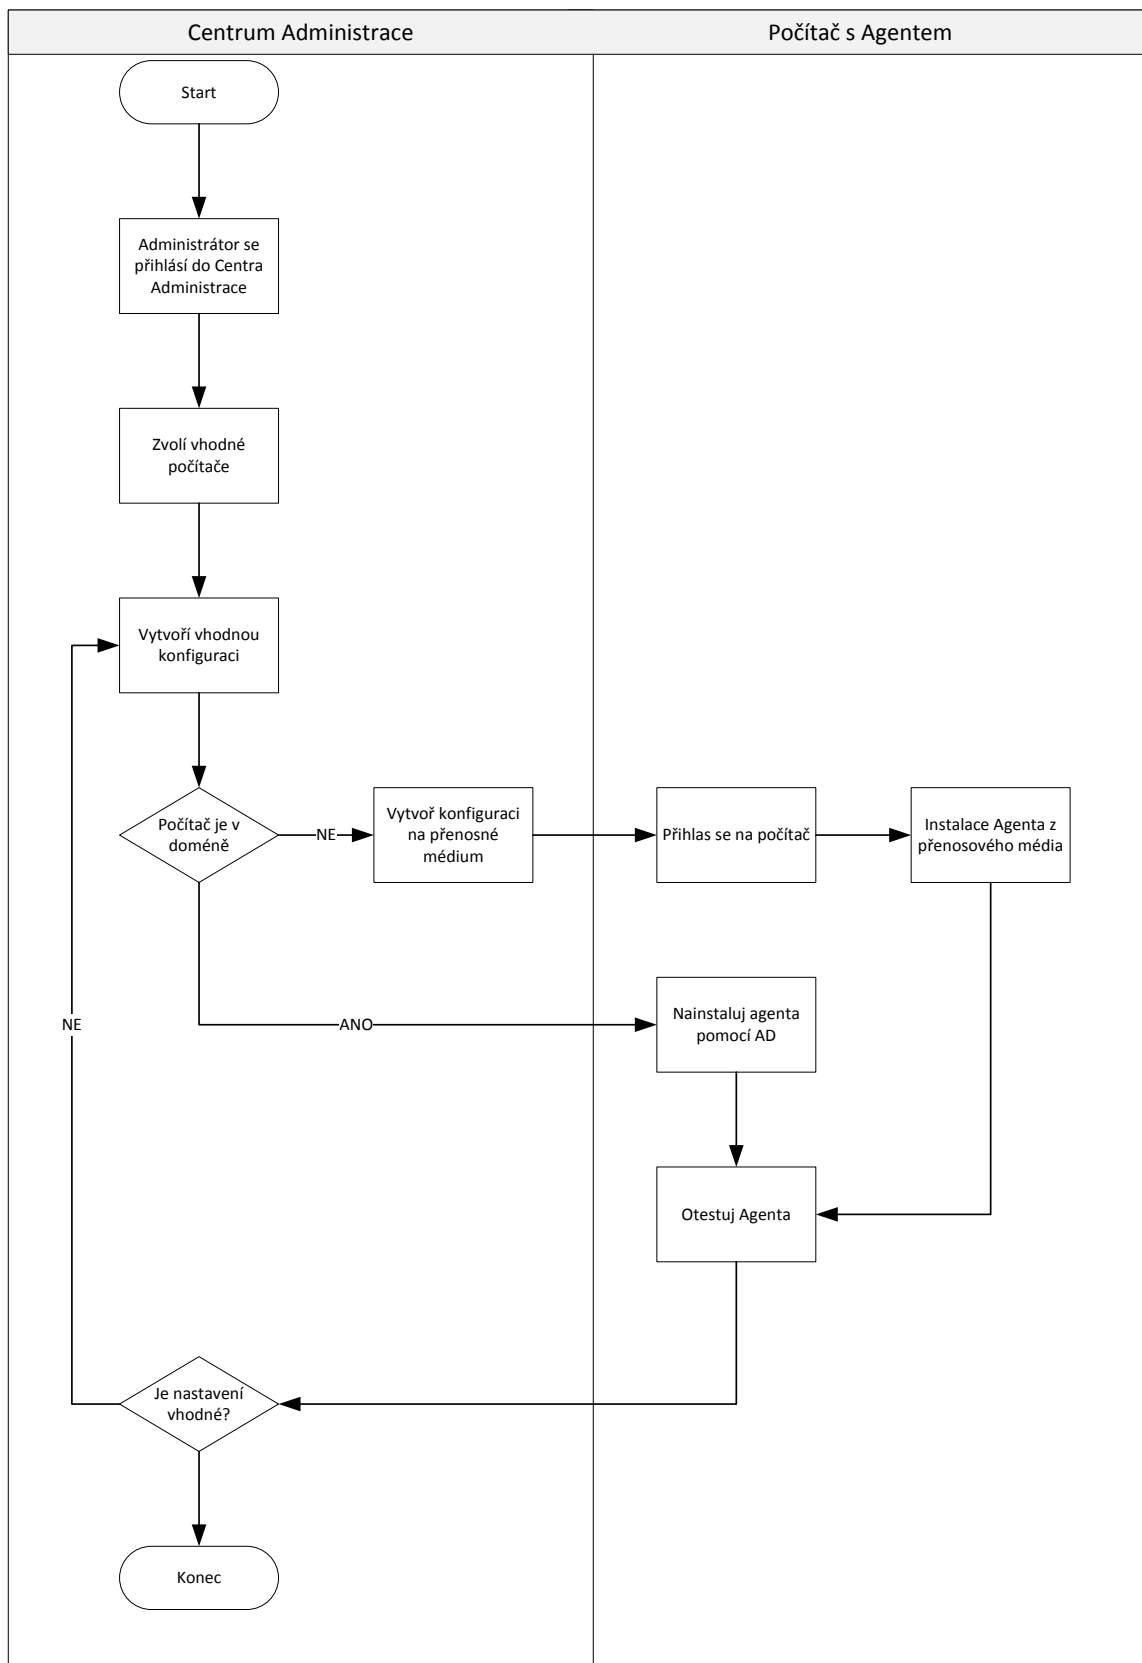 Centrum Administrace
Počítač s Agentem
Start
Administrátor se
přihlásí do Centra
Administrace
Zvolí vhodné
počítače
Vytvoří vhodnou
konfiguraci
Počítač je v
doméně
NE
Vytvoř konfiguraci
na přenosné
médium
Přihlas se na počítač
Instalace Agenta z
přenosového média
NE
ANO
Nainstaluj agenta
pomocí AD
Otestuj Agenta
Je nastavení
vhodné?
Konec